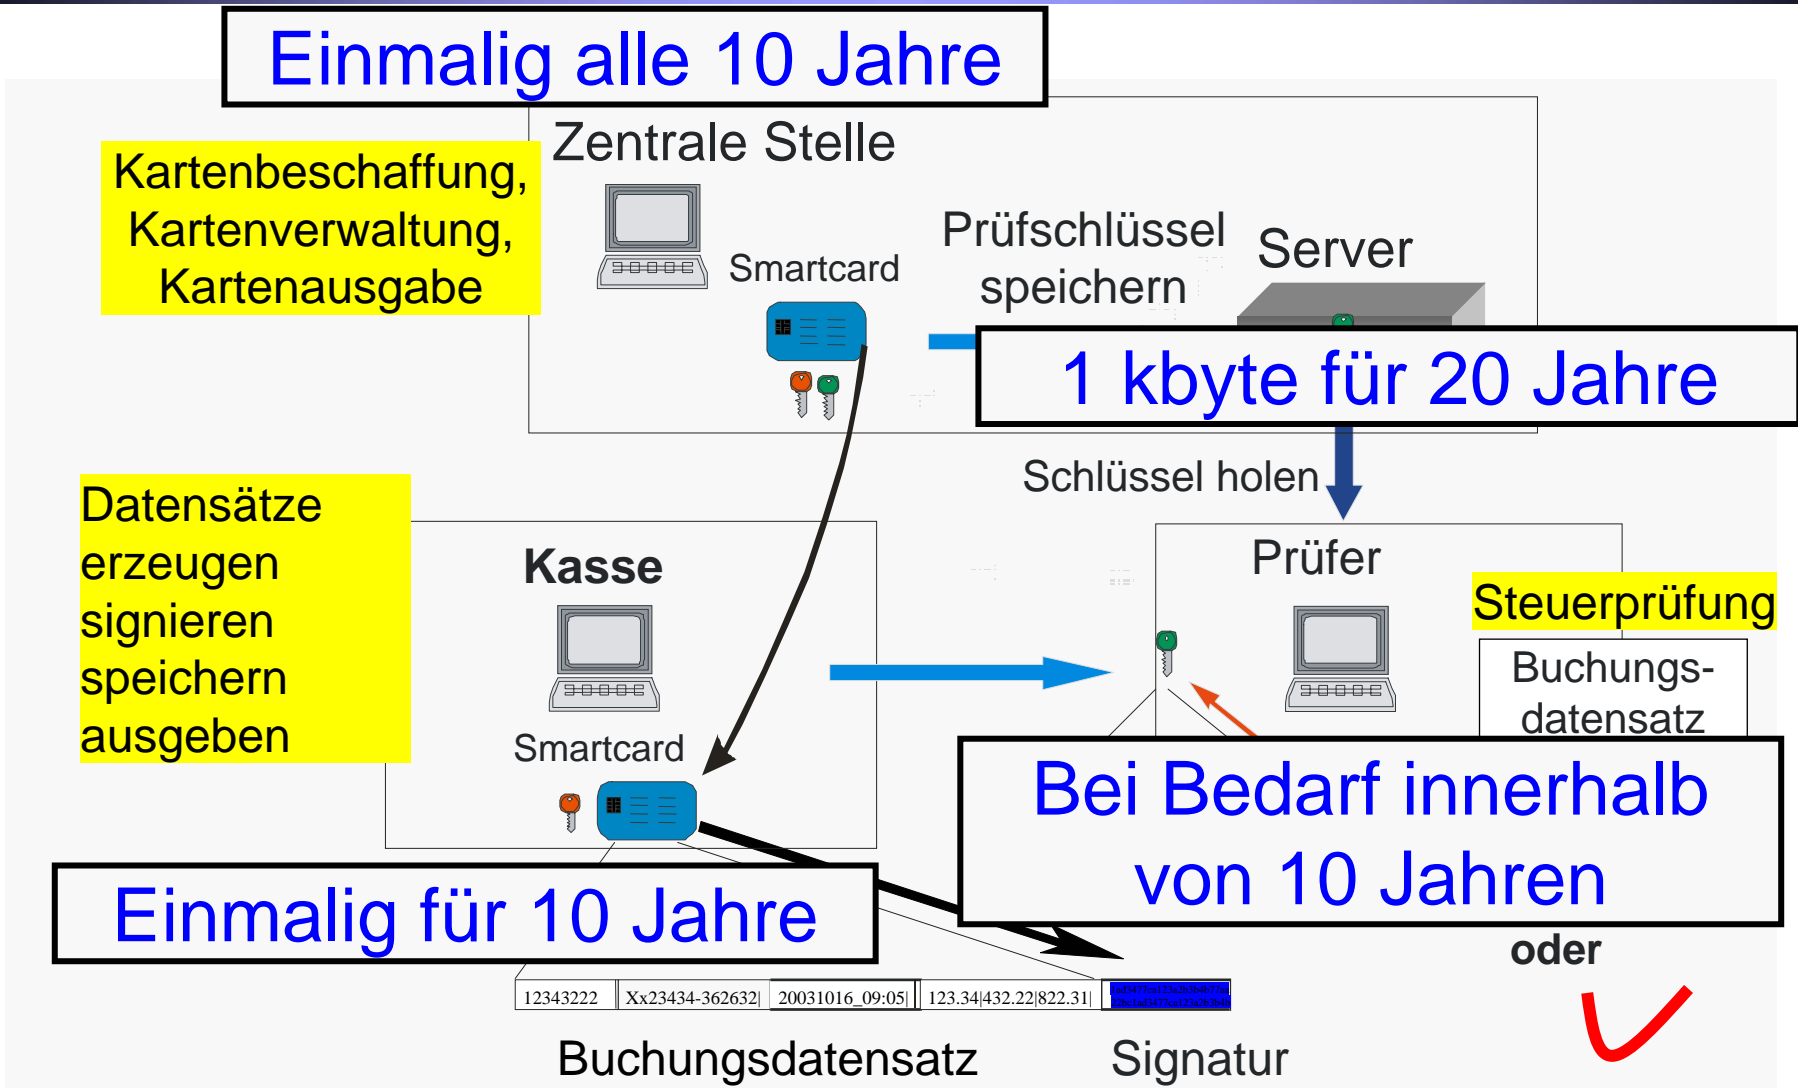 Einmalig alle 10 Jahre
Zentrale Stelle
Kartenbeschaffung,
Kartenverwaltung,
Kartenausgabe
Smartcard
Prüfschlüssel
speichern
Server
1 kbyte für 20 Jahre
Schlüssel holen
Datensätze
erzeugen
signieren
speichern
ausgeben
Kasse
Smartcard
Prüfer
Steuerprüfung
Buchungs-
datensatz
Bei Bedarf innerhalb
von 10 Jahren
oder
Einmalig für 10 Jahre
12343222 Xx23434-362632| 20031016_09:05| 123.34|432.22|822.31|
Buchungsdatensatz Signatur